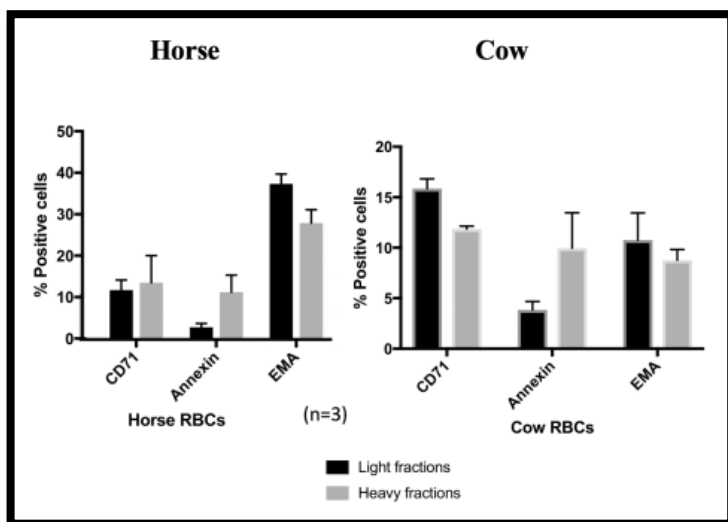 Horse
Cow
% Positive cells
50
40
30
20
10
0
CD71
Annexin
EMA
Horse RBCs
(n=3)
% Positive cells
20
15
10
5
0
CD71
Annexin
EMA
Cow RBCs
Light fractions
Heavy fractions